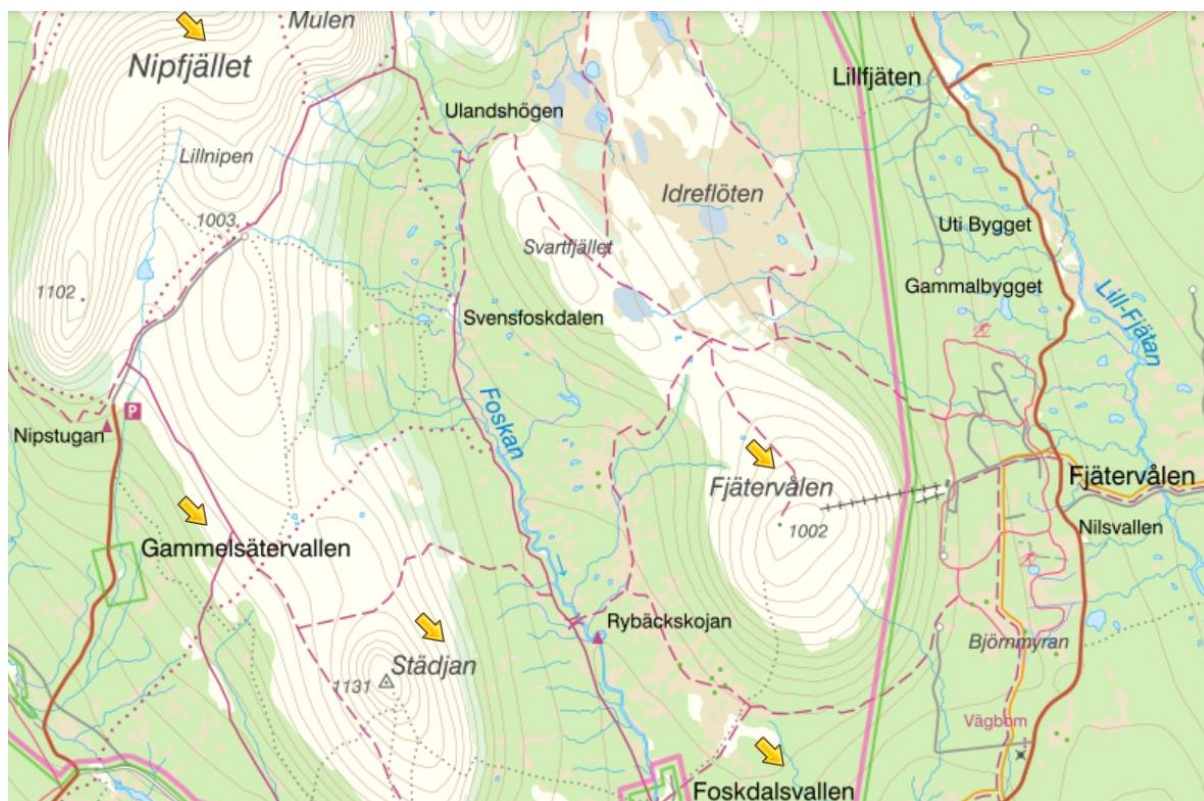 Mulen
Nipfjället
Lillfjäten
Ulandshögen
Lillnipen
Idreflöten
1003
Svartfjället
Uti Bygget
1102
Gammalbygget
Lill-Fjätan
Svensfoskdalen
Foskan
P
Nipstugan
Fjätervålen
Fjätervålen
1002
Nilsvallen
Gammelsätervallen
Rybäckskojan
Björnmyran
Städjan
1131
Vägbom
Foskdalsvallen